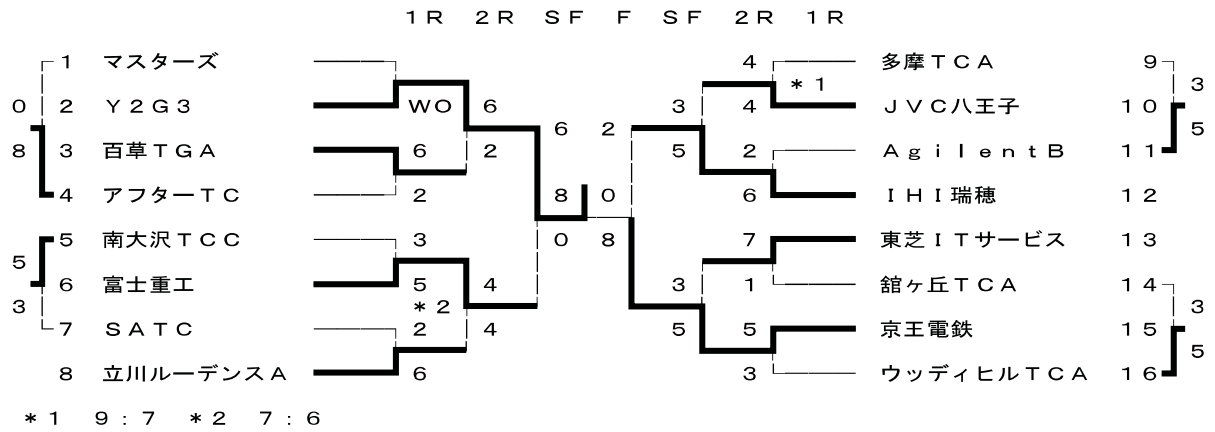 １Ｒ ２Ｒ ＳＦ Ｆ ＳＦ ２Ｒ １Ｒ
１ マスターズ ４ 多摩ＴＣＡ ９
３
０ ２ Ｙ２Ｇ３ ＷＯ ６ ３ ４ ＊１ ＪＶＣ八王子 １０
６ ２ ５
８ ３ 百草ＴＧＡ ６ ２ ５ ２ ＡｇｉｌｅｎｔＢ １１
４ アフターＴＣ ２ ８ ０ ６ ＩＨＩ瑞穂 １２
５ 南大沢ＴＣＣ ３ ０ ８ ７ 東芝ＩＴサービス １３
５
６ 富士重工 ５ ４ ３ １ 舘ヶ丘ＴＣＡ １４
３ ＊２ ３
７ ＳＡＴＣ ２ ４ ５ ５ 京王電鉄 １５
５
８ 立川ルーデンスＡ ６ ３ ウッディヒルＴＣＡ １６
＊１ ９：７ ＊２ ７：６